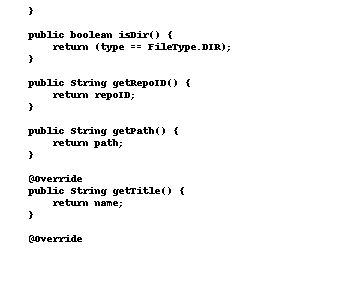 }

public boolean isDir() {
    return (type == FileType.DIR);
}

public String getRepoID() {
    return repoID;
}

public String getPath() {
    return path;
}

@Override
public String getTitle() {
    return name;
}

@Override